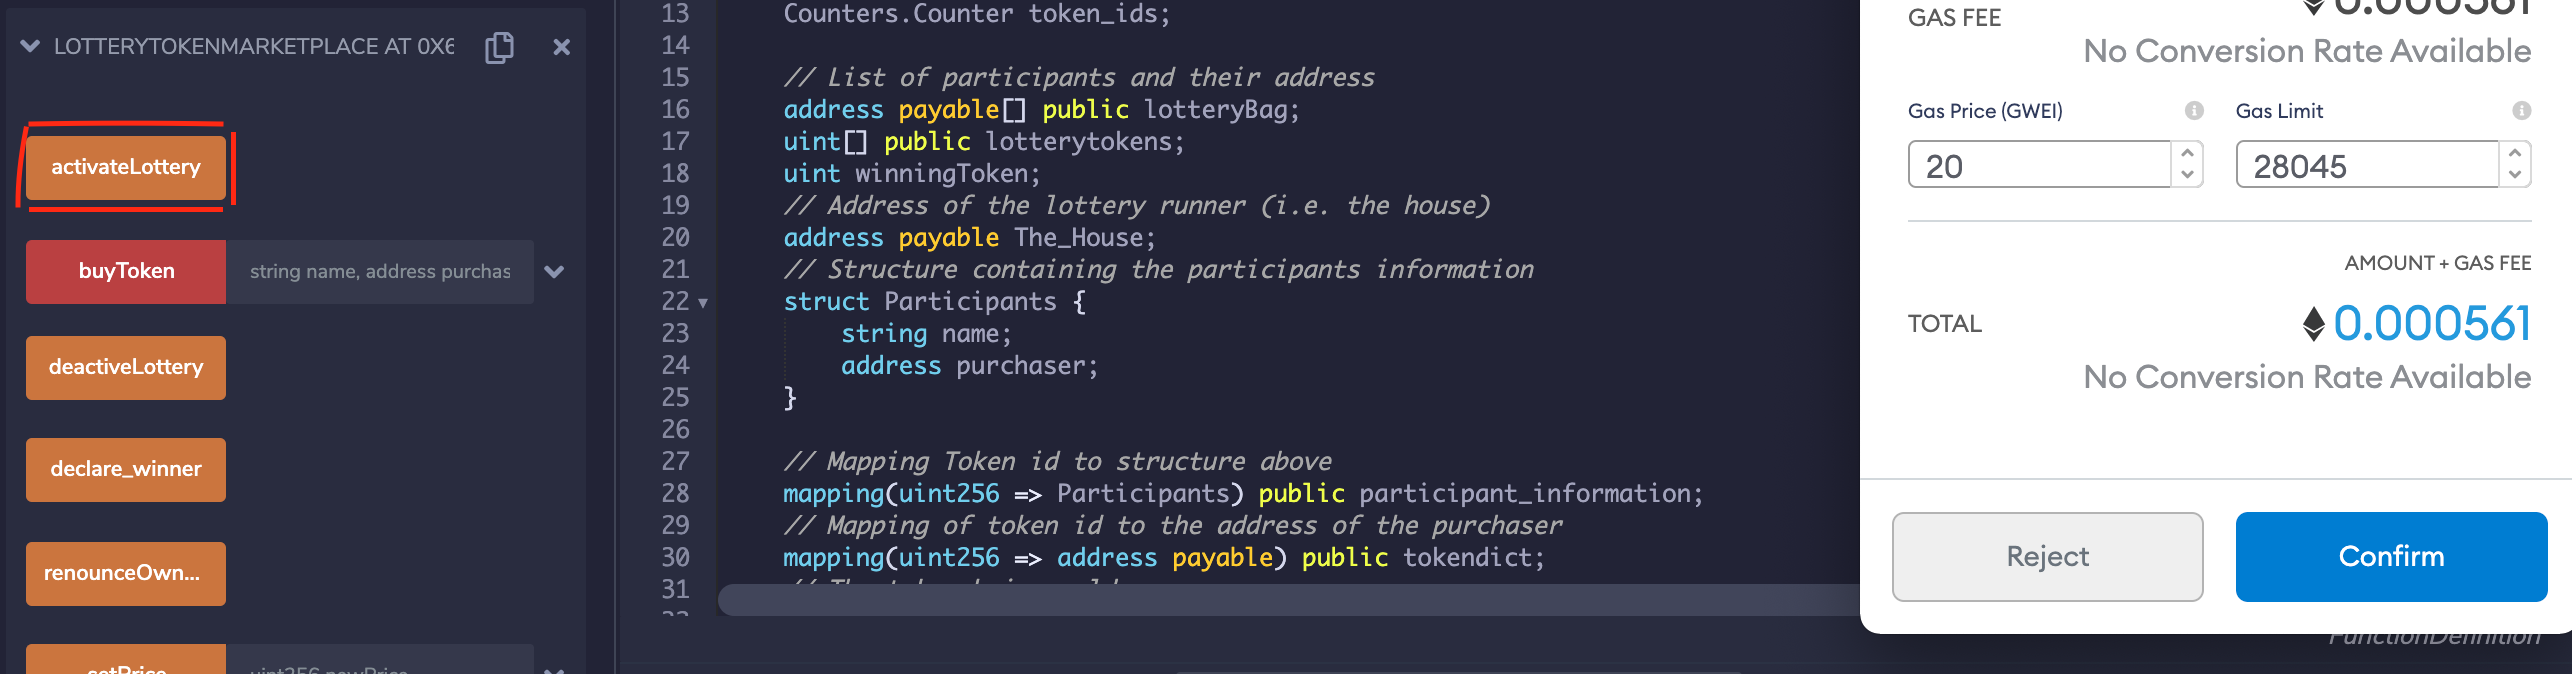 LOTTERYTOKENMARKETPLACE AT 0X6
activateLottery
buyToken
string name, address purchas
deactiveLottery
declare_winner
renounceOwn...
setPrice
uint256 newPrice
13 Counters.Counter token_ids;
14
15 // List of participants and their address
16 address payable[] public lotteryBag;
17 uint[] public lotterytokens;
18 uint winningToken;
19 // Address of the lottery runner (i.e. the house)
20 address payable The_House;
21 // Structure containing the participants information
22 struct Participants {
23 string name;
24 address purchaser;
25 }
26
27 // Mapping Token id to structure above
28 mapping(uint256 => Participants) public participant_information;
29 // Mapping of token id to the address of the purchaser
30 mapping(uint256 => address payable) public tokendict;
31
GAS FEE
0.000561
No Conversion Rate Available
Gas Price (GWEI)
Gas Limit
20
28045
AMOUNT + GAS FEE
TOTAL
0.000561
No Conversion Rate Available
Reject
Confirm
FunctionDefinition